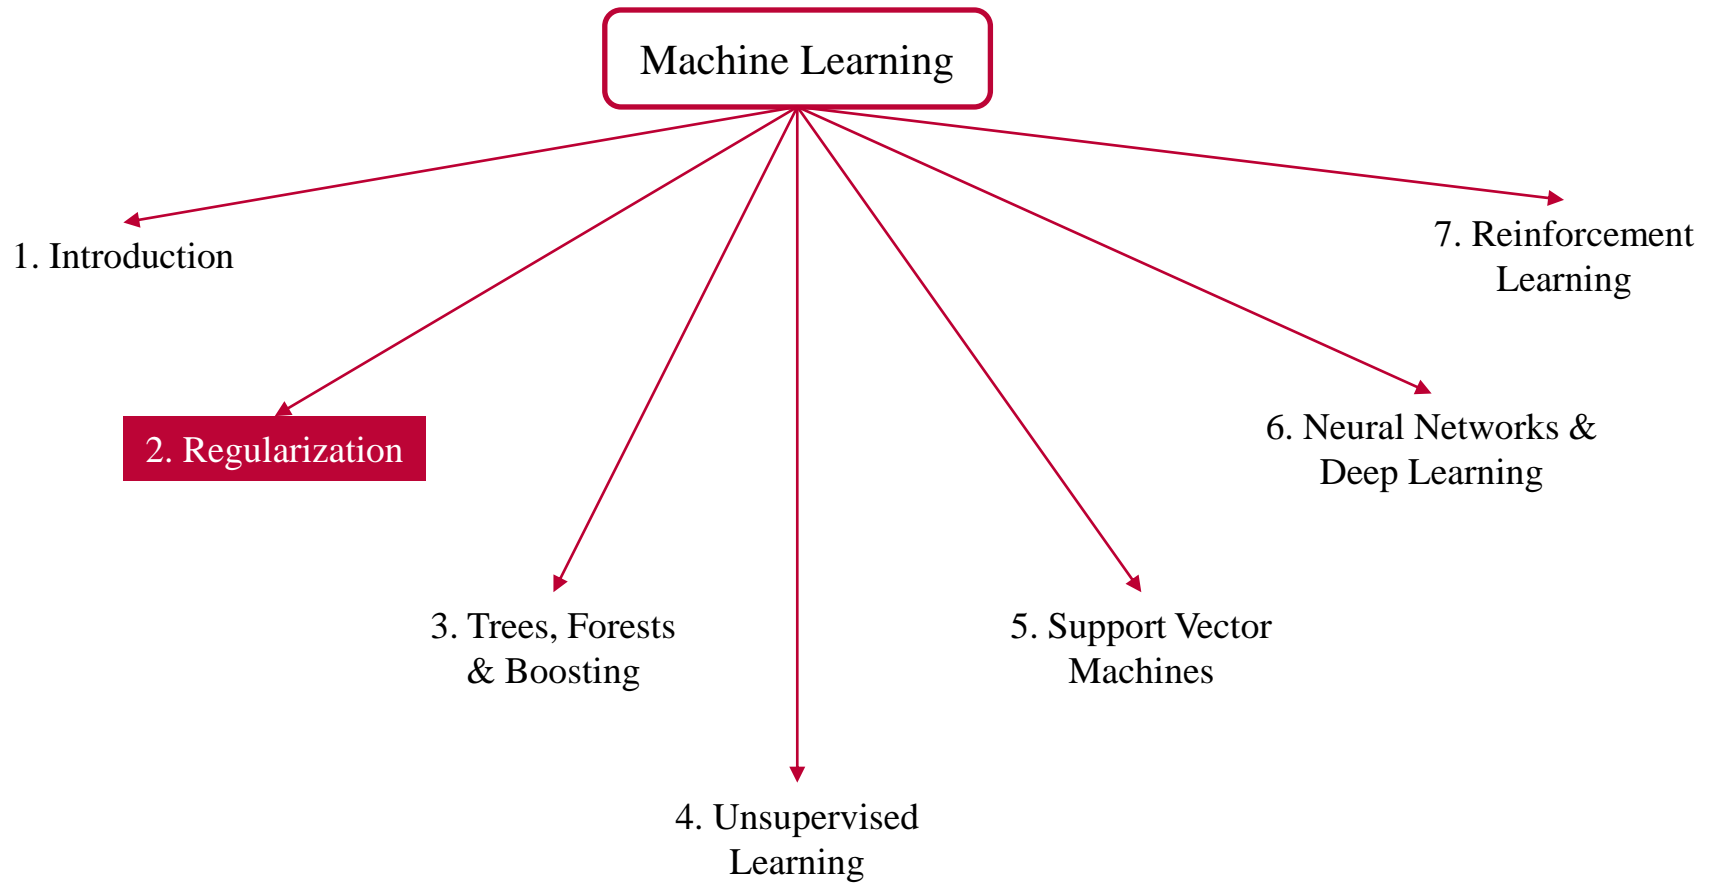 Machine Learning
1. Introduction
2. Regularization
3. Trees, Forests
& Boosting
4. Unsupervised
Learning
5. Support Vector
Machines
6. Neural Networks &
Deep Learning
7. Reinforcement
Learning